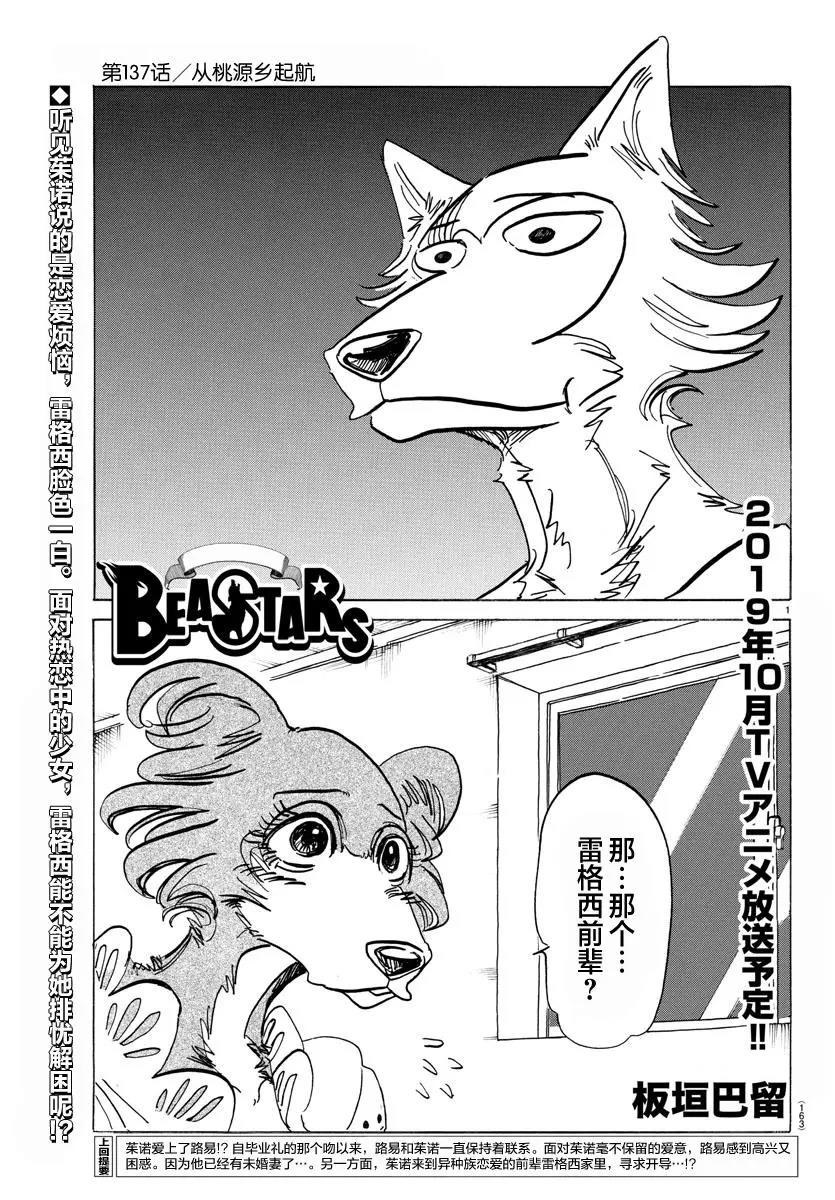 第137话／从桃源乡起航
◆听见茱诺说的是恋爱烦恼，雷格西脸色一白。面对热恋中的少女，雷格西能不能为她排忧解困呢!?
BEASTARS
2019年10月TVアニメ放送予定!!
1
那…那个…
雷格西前辈？
板垣巴留
(163)
上回提要
茱诺爱上了路易!? 自毕业礼的那个吻以来，路易和茱诺一直保持着联系。面对茱诺毫不保留的爱意，路易感到高兴又
困惑。因为他已经有未婚妻了…。另一方面，茱诺来到异种族恋爱的前辈雷格西家里，寻求开导…!?